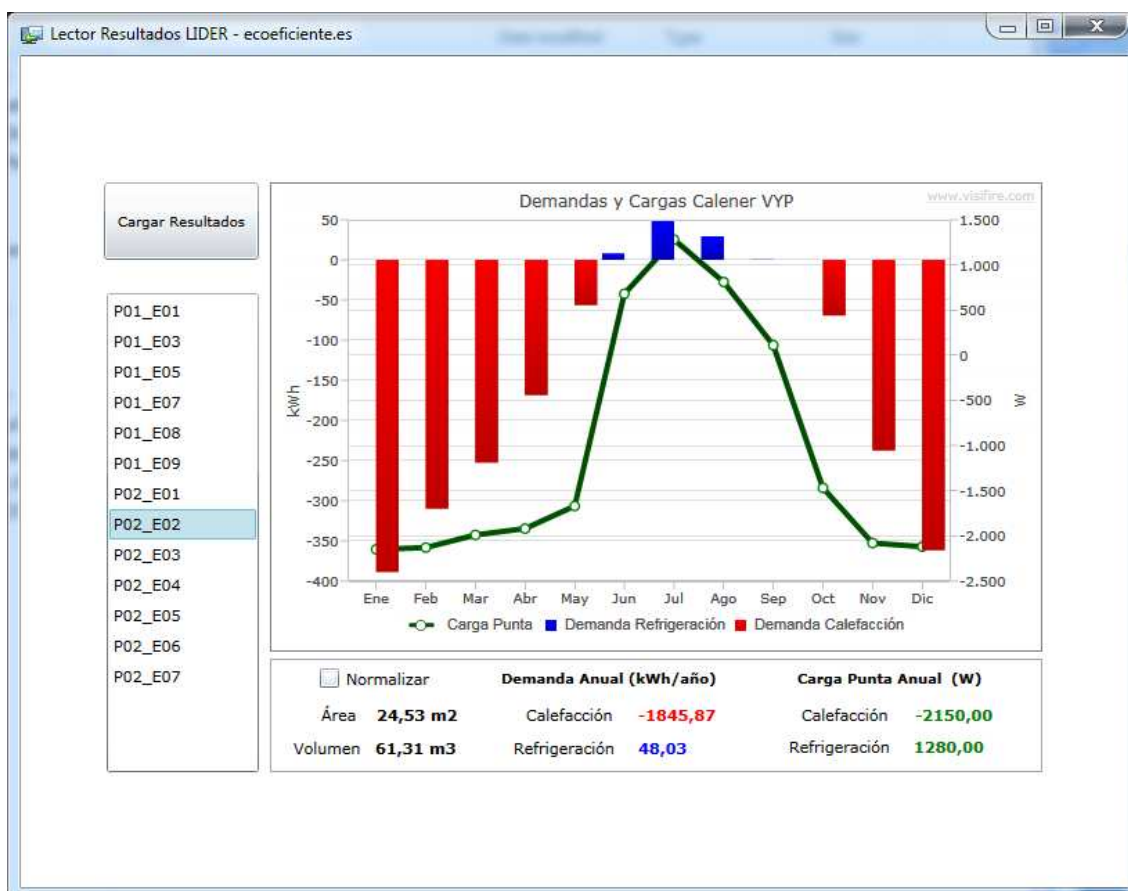 Lector Resultados LIDER - ecoeficiente.es
Cargar Resultados
P01_E01
P01_E03
P01_E05
P01_E07
P01_E08
P01_E09
P02_E01
P02_E02
P02_E03
P02_E04
P02_E05
P02_E06
P02_E07
Demandas y Cargas Calener VYP
www.visifire.com
50
0
-50
-100
-150
-200
-250
-300
-350
-400
kWh
1.500
1.000
500
0
-500
-1.000
-1.500
-2.000
-2.500
W
Ene Feb Mar Abr May Jun Jul Ago Sep Oct Nov Dic
Carga Punta Demanda Refrigeración Demanda Calefacción
Normalizar Demanda Anual (kWh/año) Carga Punta Anual (W)
Área 24,53 m2 Calefacción -1845,87 Calefacción -2150,00
Volumen 61,31 m3 Refrigeración 48,03 Refrigeración 1280,00